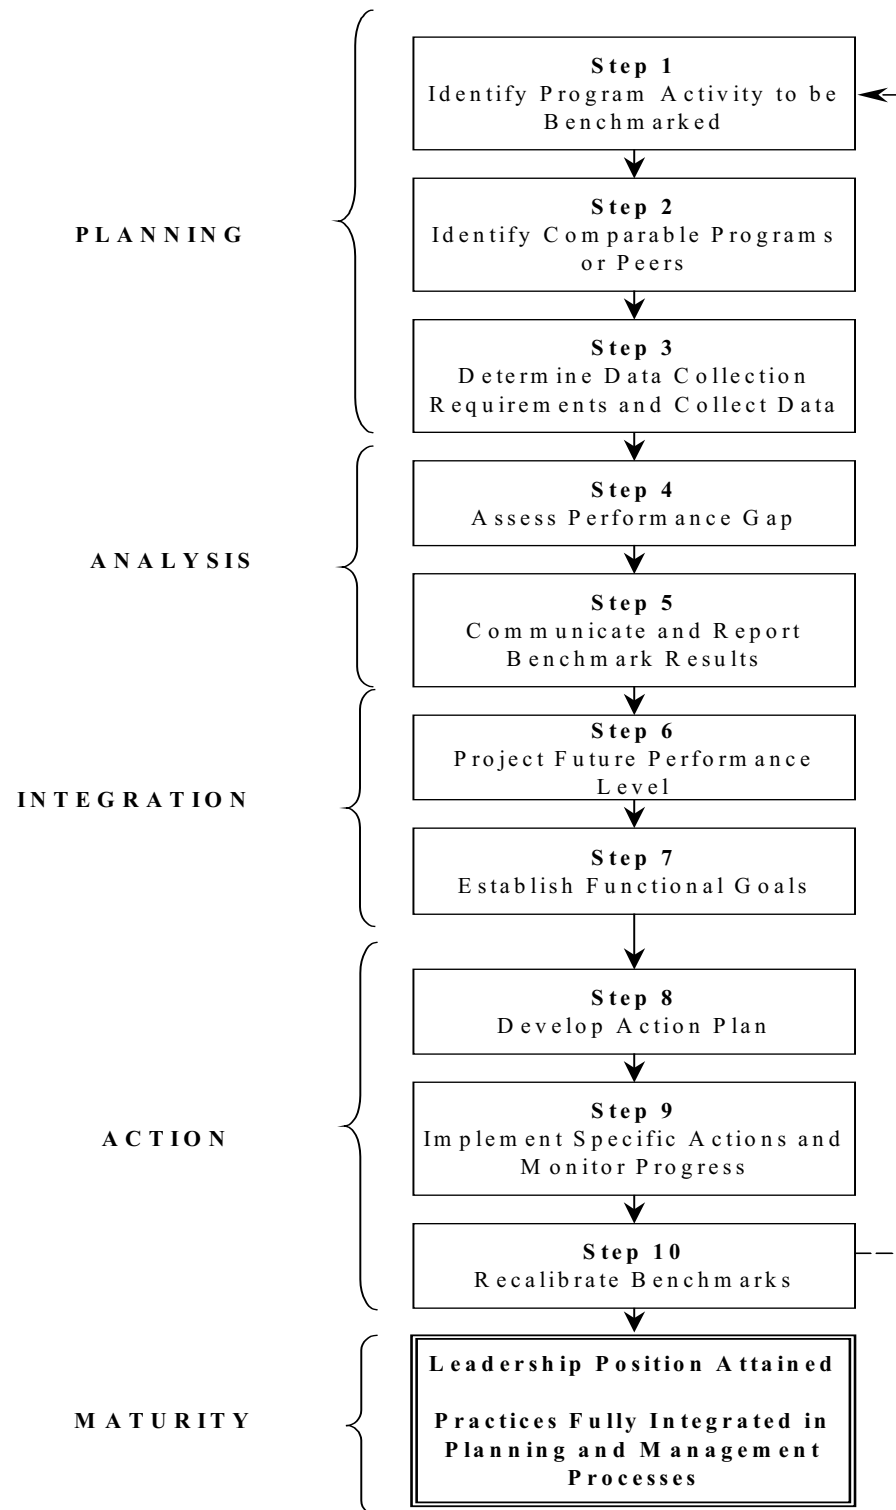 Step 1
Identify Program Activity to be
Benchmarked
Step 2
Identify Comparable Programs
or Peers
PLANNING
Step 3
Determine Data Collection
Requirements and Collect Data
Step 4
Assess Performance Gap
ANALYSIS
Step 5
Communicate and Report
Benchmark Results
Step 6
Project Future Performance
Level
INTEGRATION
Step 7
Establish Functional Goals
Step 8
Develop Action Plan
Step 9
Implement Specific Actions and
Monitor Progress
ACTION
Step 10
Recalibrate Benchmarks
Leadership Position Attained
Practices Fully Integrated in
Planning and Management
Processes
MATURITY